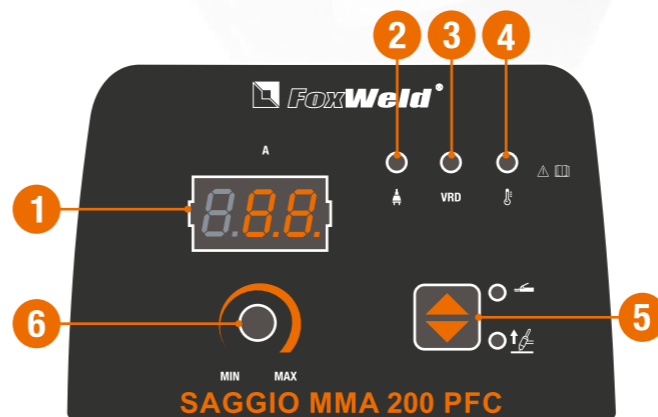 2 3 4
FoxWeld®
A
1
8.8.8.
VRD
5
6
MIN MAX
SAGGIO MMA 200 PFC